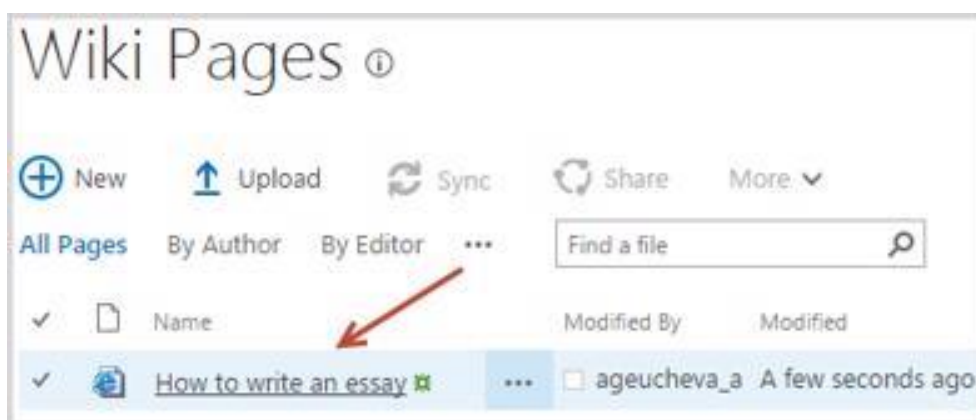 Wiki Pages
New Upload Sync Share More
All Pages By Author By Editor ... Find a file
Name Modified By Modified
How to write an essay ... ageucheva_a A few seconds ago